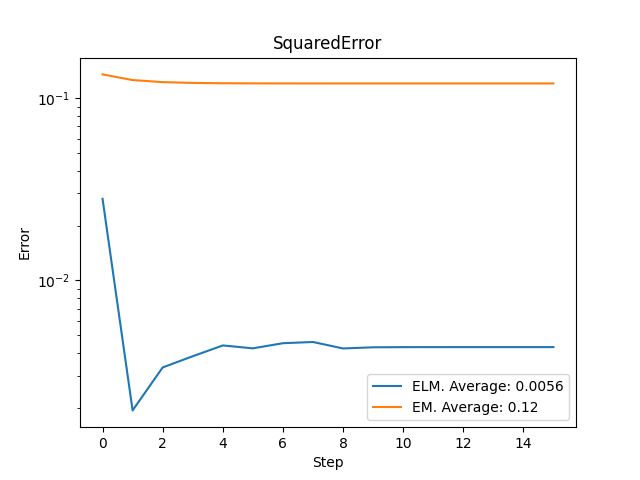 SquaredError
Error
10⁻¹
10⁻²
0 2 4 6 8 10 12 14
Step
ELM. Average: 0.0056
EM. Average: 0.12